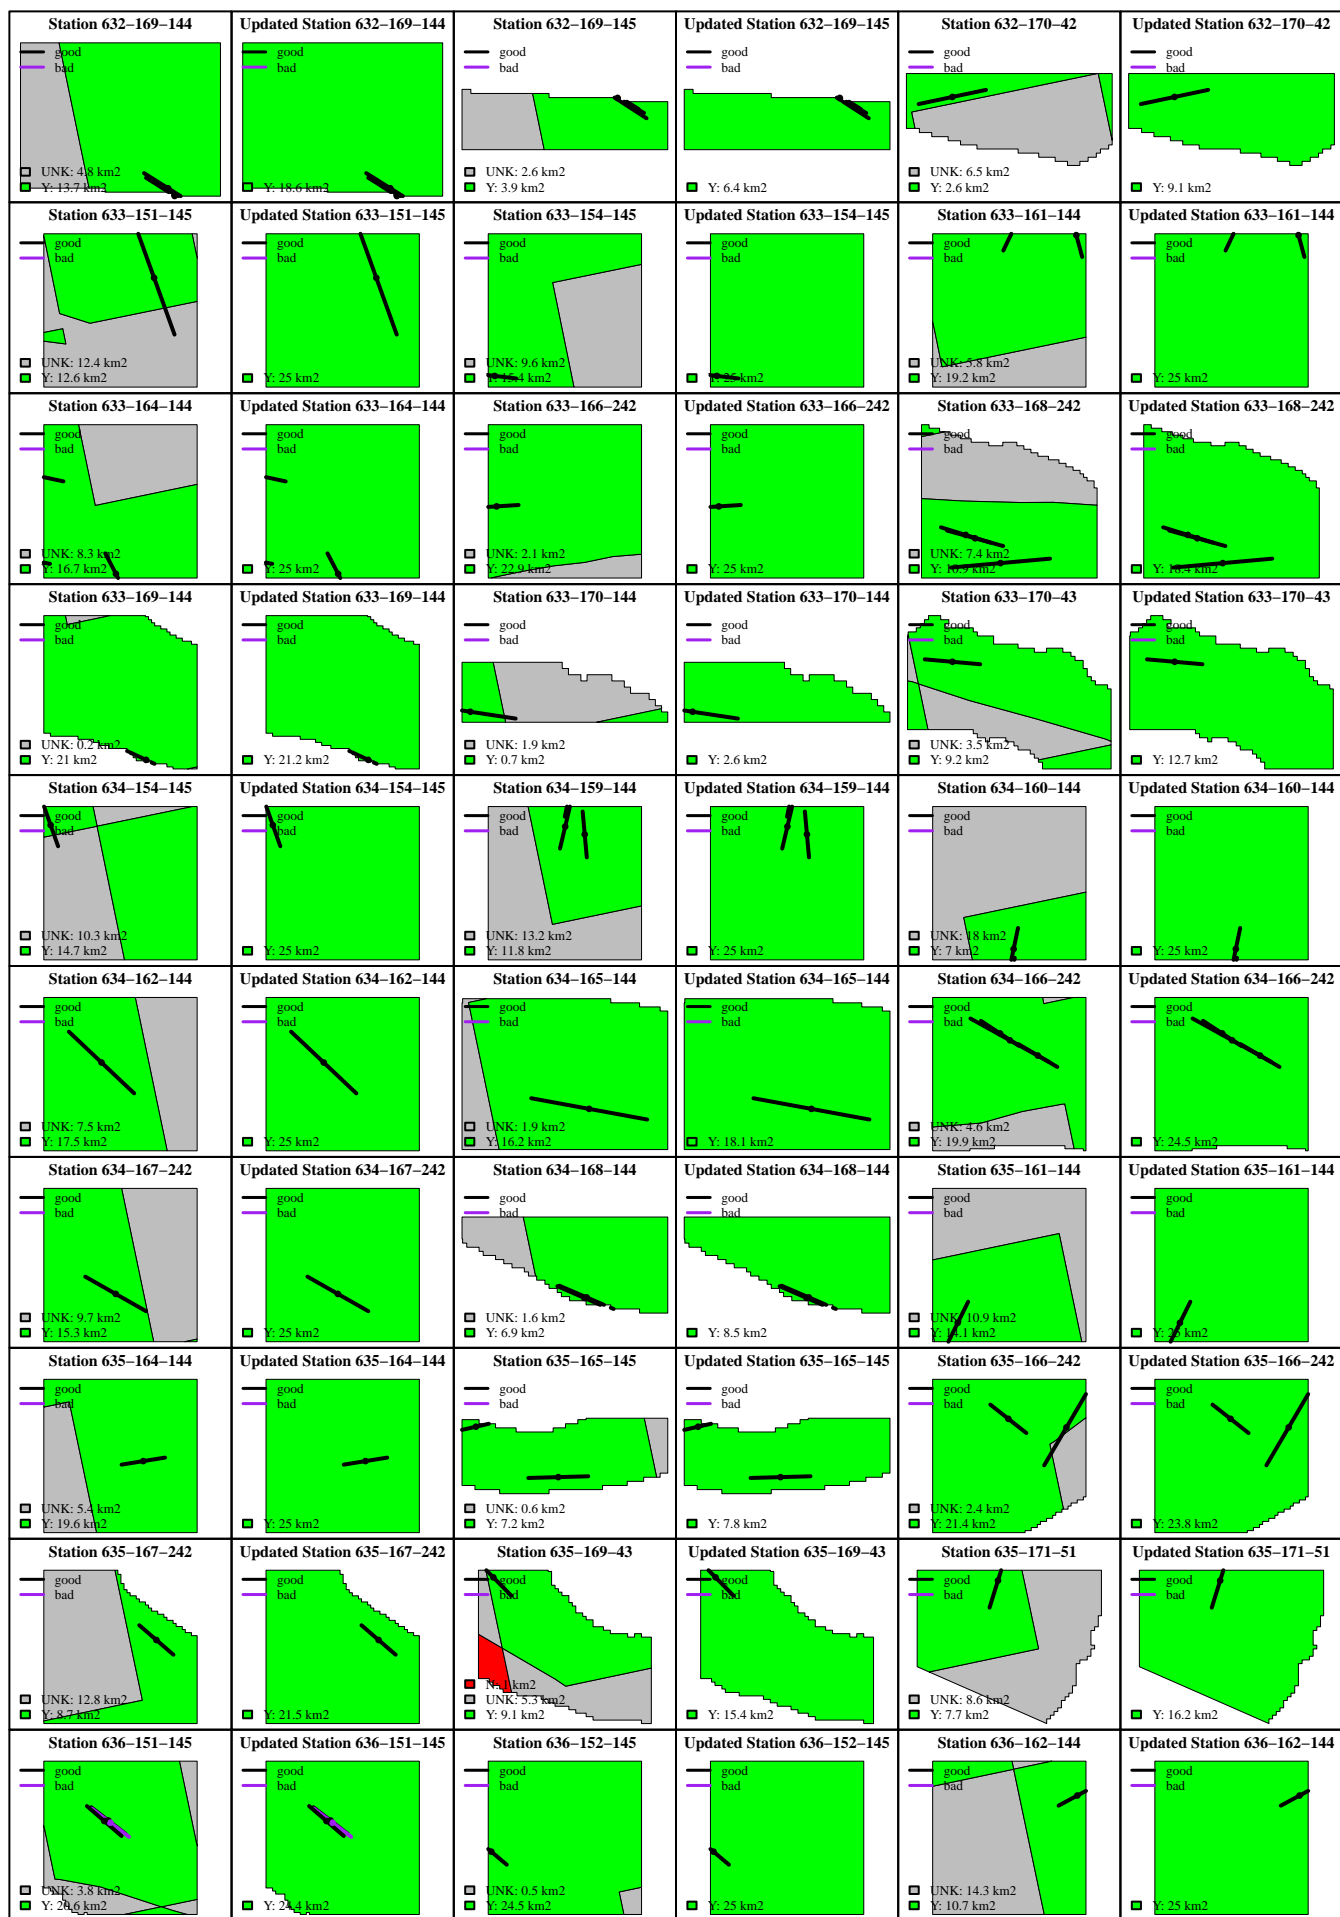 Station 632−169−144
good
bad
UNK: 4.8 km2
Y: 13.7 km2
Updated Station 632−169−144
good
bad
Y: 18.6 km2
Station 632−169−145
good
bad
UNK: 2.6 km2
Y: 3.9 km2
Updated Station 632−169−145
good
bad
Y: 6.4 km2
Station 632−170−42
good
bad
UNK: 6.5 km2
Y: 2.6 km2
Updated Station 632−170−42
good
bad
Y: 9.1 km2
Station 633−151−145
good
bad
UNK: 12.4 km2
Y: 12.6 km2
Updated Station 633−151−145
good
bad
Y: 25 km2
Station 633−154−145
good
bad
UNK: 9.6 km2
Y: 15.4 km2
Updated Station 633−154−145
good
bad
Y: 25 km2
Station 633−161−144
good
bad
UNK: 5.8 km2
Y: 19.2 km2
Updated Station 633−161−144
good
bad
Y: 25 km2
Station 633−164−144
good
bad
UNK: 8.3 km2
Y: 16.7 km2
Updated Station 633−164−144
good
bad
Y: 25 km2
Station 633−166−242
good
bad
UNK: 2.1 km2
Y: 22.9 km2
Updated Station 633−166−242
good
bad
Y: 25 km2
Station 633−168−242
good
bad
UNK: 7.4 km2
Y: 10.9 km2
Updated Station 633−168−242
good
bad
Y: 18.4 km2
Station 633−169−144
good
bad
UNK: 0.2 km2
Y: 21 km2
Updated Station 633−169−144
good
bad
Y: 21.2 km2
Station 633−170−144
good
bad
UNK: 1.9 km2
Y: 0.7 km2
Updated Station 633−170−144
good
bad
Y: 2.6 km2
Station 633−170−43
good
bad
UNK: 3.5 km2
Y: 9.2 km2
Updated Station 633−170−43
good
bad
Y: 12.7 km2
Station 634−154−145
good
bad
UNK: 10.3 km2
Y: 14.7 km2
Updated Station 634−154−145
good
bad
Y: 25 km2
Station 634−159−144
good
bad
UNK: 13.2 km2
Y: 11.8 km2
Updated Station 634−159−144
good
bad
Y: 25 km2
Station 634−160−144
good
bad
UNK: 18 km2
Y: 7 km2
Updated Station 634−160−144
good
bad
Y: 25 km2
Station 634−162−144
good
bad
UNK: 7.5 km2
Y: 17.5 km2
Updated Station 634−162−144
good
bad
Y: 25 km2
Station 634−165−144
good
bad
UNK: 1.9 km2
Y: 16.2 km2
Updated Station 634−165−144
good
bad
Y: 18.1 km2
Station 634−166−242
good
bad
UNK: 4.6 km2
Y: 19.9 km2
Updated Station 634−166−242
good
bad
Y: 24.5 km2
Station 634−167−242
good
bad
UNK: 9.7 km2
Y: 15.3 km2
Updated Station 634−167−242
good
bad
Y: 25 km2
Station 634−168−144
good
bad
UNK: 1.6 km2
Y: 6.9 km2
Updated Station 634−168−144
good
bad
Y: 8.5 km2
Station 635−161−144
good
bad
UNK: 10.9 km2
Y: 14.1 km2
Updated Station 635−161−144
good
bad
Y: 25 km2
Station 635−164−144
good
bad
UNK: 5.4 km2
Y: 19.6 km2
Updated Station 635−164−144
good
bad
Y: 25 km2
Station 635−165−145
good
bad
UNK: 0.6 km2
Y: 7.2 km2
Updated Station 635−165−145
good
bad
Y: 7.8 km2
Station 635−166−242
good
bad
UNK: 2.4 km2
Y: 21.4 km2
Updated Station 635−166−242
good
bad
Y: 23.8 km2
Station 635−167−242
good
bad
UNK: 12.8 km2
Y: 8.7 km2
Updated Station 635−167−242
good
bad
Y: 21.5 km2
Station 635−169−43
good
bad
N: 1 km2
UNK: 5.3 km2
Y: 9.1 km2
Updated Station 635−169−43
good
bad
Y: 15.4 km2
Station 635−171−51
good
bad
UNK: 8.6 km2
Y: 7.7 km2
Updated Station 635−171−51
good
bad
Y: 16.2 km2
Station 636−151−145
good
bad
UNK: 3.8 km2
Y: 20.6 km2
Updated Station 636−151−145
good
bad
Y: 24.4 km2
Station 636−152−145
good
bad
UNK: 0.5 km2
Y: 24.5 km2
Updated Station 636−152−145
good
bad
Y: 25 km2
Station 636−162−144
good
bad
UNK: 14.3 km2
Y: 10.7 km2
Updated Station 636−162−144
good
bad
Y: 25 km2